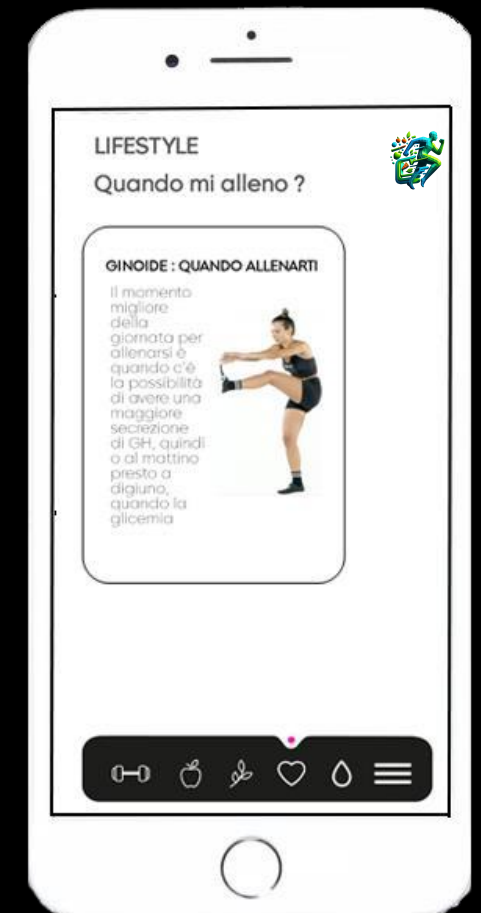 LIFESTYLE
Quando mi alleno ?
GINOIDE : QUANDO ALLENARTI
Il momento
migliore
della
giornata per
allenarsi è
quando c'è
la possibilità
di avere una
maggiore
secrezione
di GH, quindi
o al mattino
presto a
digiuno,
quando la
glicemia